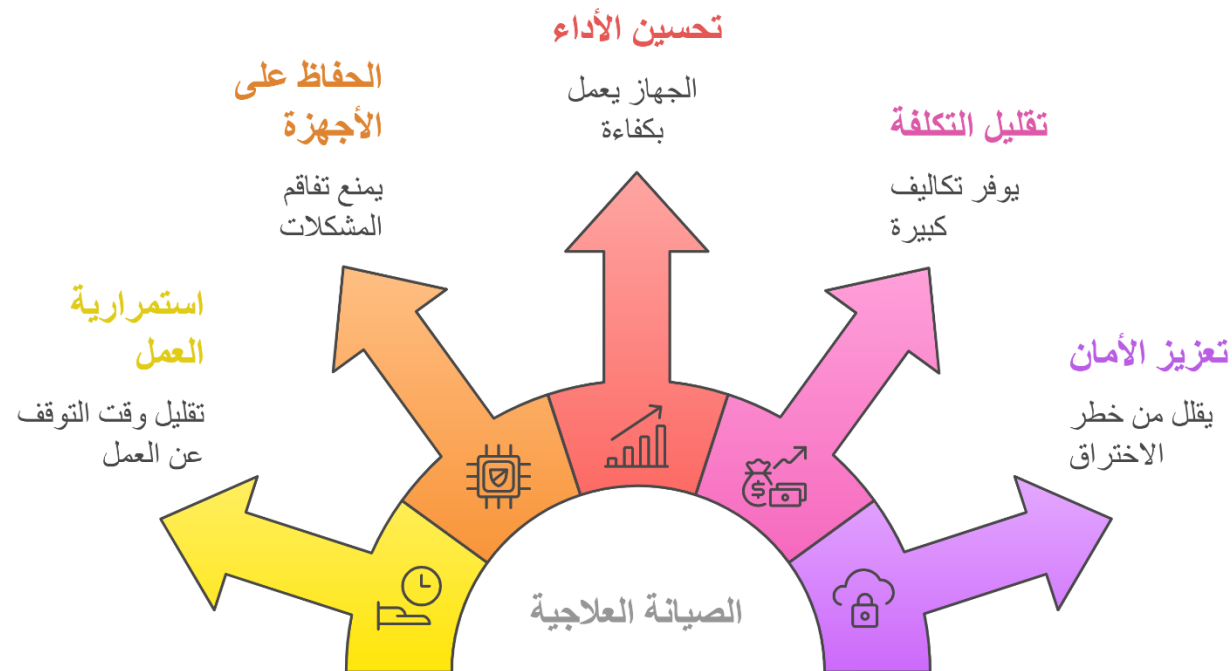 تحسين الأداء
الجهاز يعمل
بكفاءة
الحفاظ على
الأجهزة
يمنع تفاقم
المشكلات
تقليل التكلفة
يوفر تكاليف
كبيرة
استمرارية
العمل
تقليل وقت التوقف
عن العمل
تعزيز الأمان
يقلل من خطر
الاختراق
الصيانة العلاجية